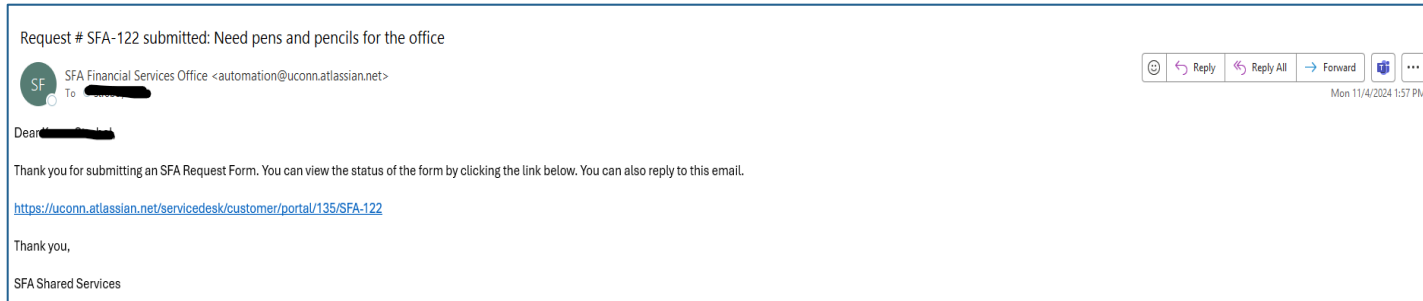 Request # SFA-122 submitted: Need pens and pencils for the office
SF
SFA Financial Services Office <automation@uconn.atlassian.net>
To
Reply
Reply All
Forward
Mon 11/4/2024 1:57 PM
Dear
Thank you for submitting an SFA Request Form. You can view the status of the form by clicking the link below. You can also reply to this email.
https://uconn.atlassian.net/servicedesk/customer/portal/135/SFA-122
Thank you,
SFA Shared Services